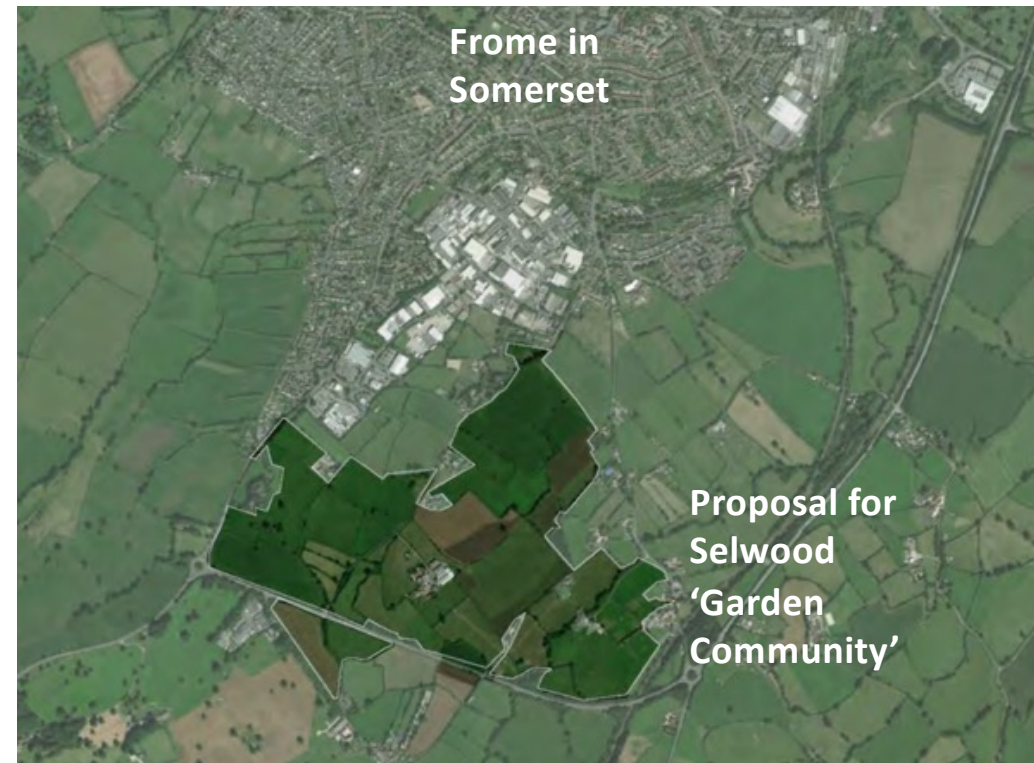 Frome in
Somerset
Proposal for
Selwood
‘Garden
Community’